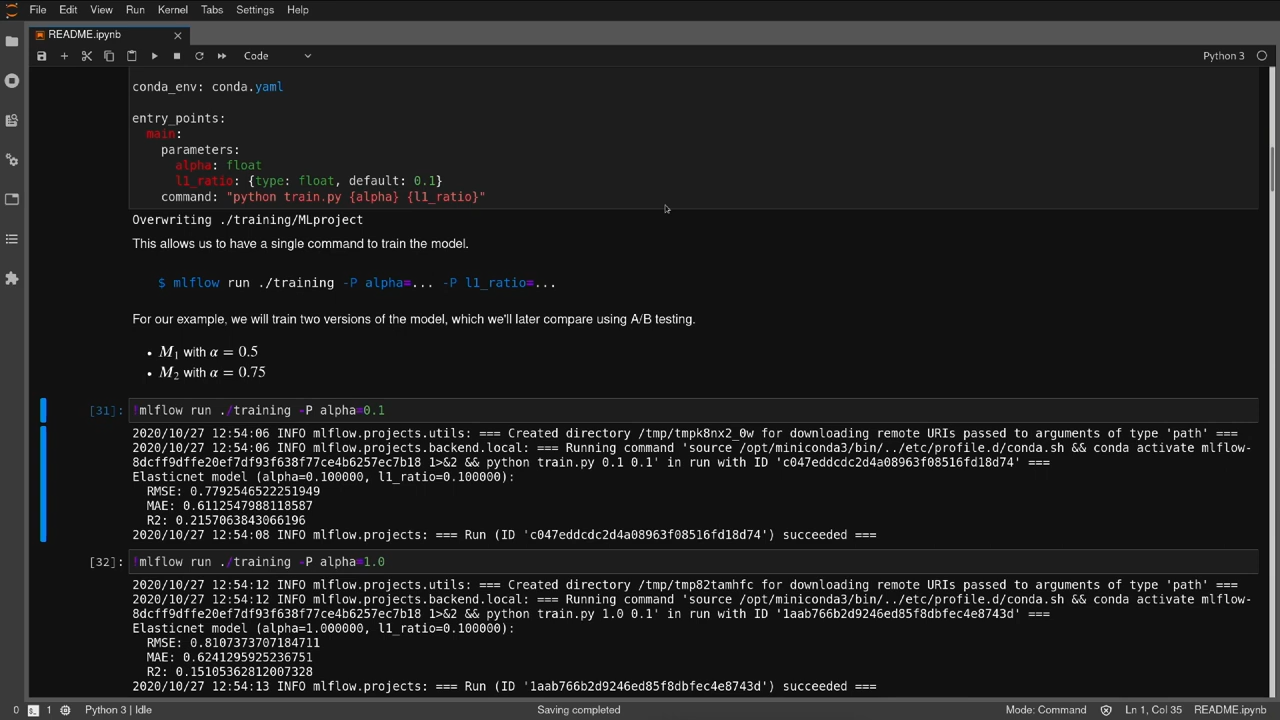 File Edit View Run Kernel Tabs Settings Help
README.ipynb
Code
Python 3
conda_env: conda.yaml
entry_points:
main:
parameters:
alpha: float
l1_ratio: {type: float, default: 0.1}
command: "python train.py {alpha} {l1_ratio}"
Overwriting ./training/MLproject
This allows us to have a single command to train the model.
$ mlflow run ./training -P alpha=... -P l1_ratio=...
For our example, we will train two versions of the model, which we'll later compare using A/B testing.
• M₁ with α = 0.5
• M₂ with α = 0.75
[31]: !mlflow run ./training -P alpha=0.1
2020/10/27 12:54:06 INFO mlflow.projects.utils: === Created directory /tmp/tmpk8nx2_0w for downloading remote URIs passed to arguments of type 'path' ===
2020/10/27 12:54:06 INFO mlflow.projects.backend.local: === Running command 'source /opt/miniconda3/bin/../etc/profile.d/conda.sh && conda activate mlflow-
8dcff9dffe20ef7df93f638f77ce4b6257ec7b18 1>&2 && python train.py 0.1 0.1' in run with ID 'c047eddcdc2d4a08963f08516fd18d74' ===
Elasticnet model (alpha=0.100000, l1_ratio=0.100000):
RMSE: 0.7792546522251949
MAE: 0.6112547988118587
R2: 0.2157063843066196
2020/10/27 12:54:08 INFO mlflow.projects: === Run (ID 'c047eddcdc2d4a08963f08516fd18d74') succeeded ===
[32]: !mlflow run ./training -P alpha=1.0
2020/10/27 12:54:12 INFO mlflow.projects.utils: === Created directory /tmp/tmp82tamhfc for downloading remote URIs passed to arguments of type 'path' ===
2020/10/27 12:54:12 INFO mlflow.projects.backend.local: === Running command 'source /opt/miniconda3/bin/../etc/profile.d/conda.sh && conda activate mlflow-
8dcff9dffe20ef7df93f638f77ce4b6257ec7b18 1>&2 && python train.py 1.0 0.1' in run with ID '1aab766b2d9246ed85f8dbfec4e8743d' ===
Elasticnet model (alpha=1.000000, l1_ratio=0.100000):
RMSE: 0.8107373707184711
MAE: 0.6241295925236751
R2: 0.15105362812007328
2020/10/27 12:54:13 INFO mlflow.projects: === Run (ID '1aab766b2d9246ed85f8dbfec4e8743d') succeeded ===
0 1 Python 3 | Idle Saving completed Mode: Command Ln 1, Col 35 README.ipynb